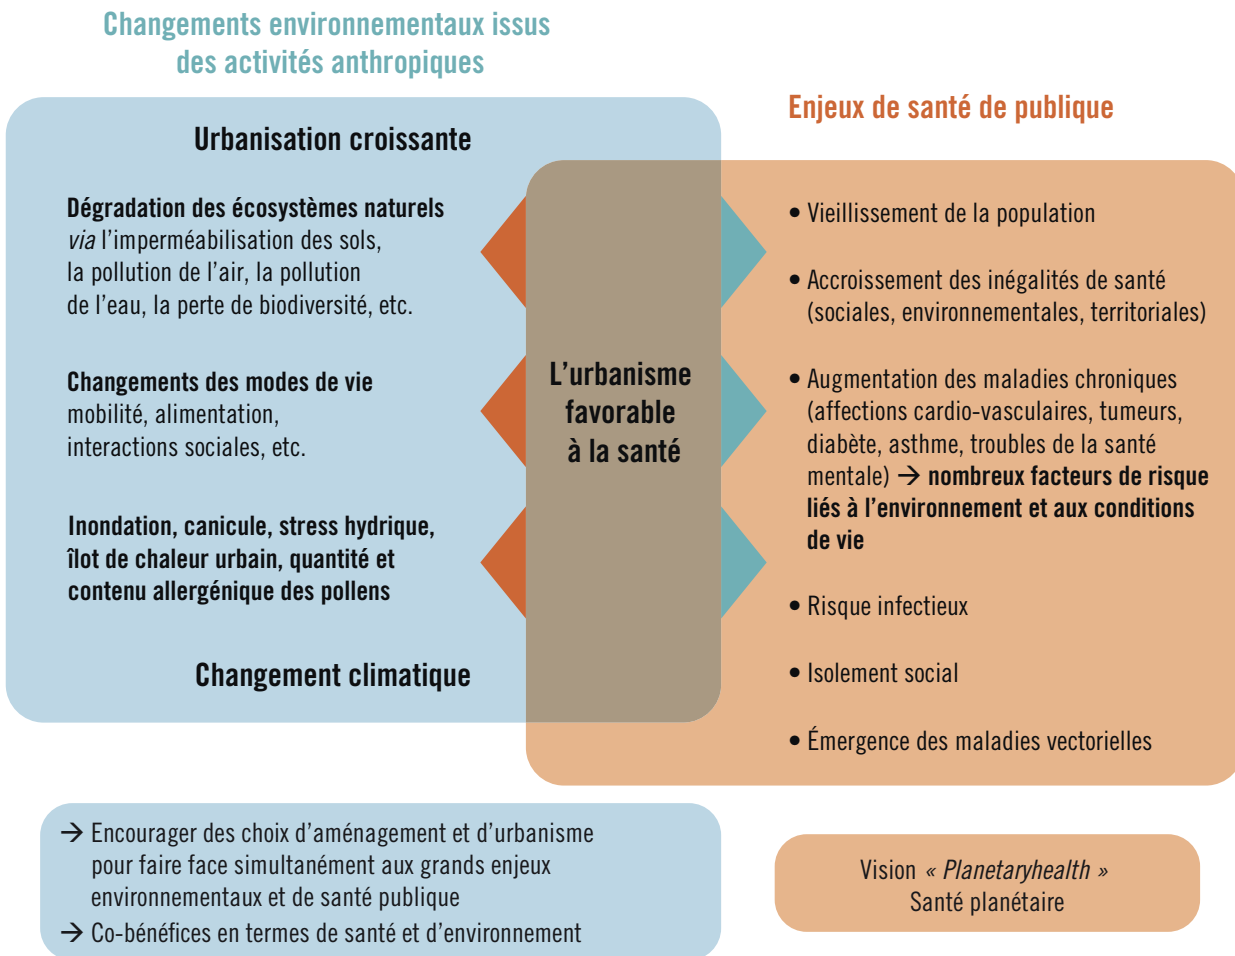 Changements environnementaux issus
des activités anthropiques
Urbanisation croissante
Dégradation des écosystèmes naturels
via l'imperméabilisation des sols,
la pollution de l'air, la pollution
de l'eau, la perte de biodiversité, etc.
Changements des modes de vie
mobilité, alimentation,
interactions sociales, etc.
Inondation, canicule, stress hydrique,
îlot de chaleur urbain, quantité et
contenu allergénique des pollens
Changement climatique
L'urbanisme
favorable
à la santé
Enjeux de santé de publique
• Vieillissement de la population
• Accroissement des inégalités de santé
(sociales, environnementales, territoriales)
• Augmentation des maladies chroniques
(affections cardio-vasculaires, tumeurs,
diabète, asthme, troubles de la santé
mentale) → nombreux facteurs de risque
liés à l'environnement et aux conditions
de vie
• Risque infectieux
• Isolement social
• Émergence des maladies vectorielles
→ Encourager des choix d'aménagement et d'urbanisme
pour faire face simultanément aux grands enjeux
environnementaux et de santé publique
→ Co-bénéfices en termes de santé et d'environnement
Vision « Planetaryhealth »
Santé planétaire